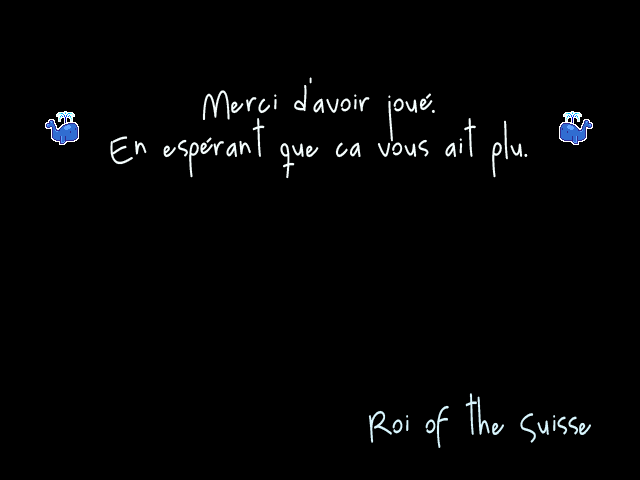 Merci d'avoir joué.
En espérant que ca vous ait plu.
Roi of the Suisse